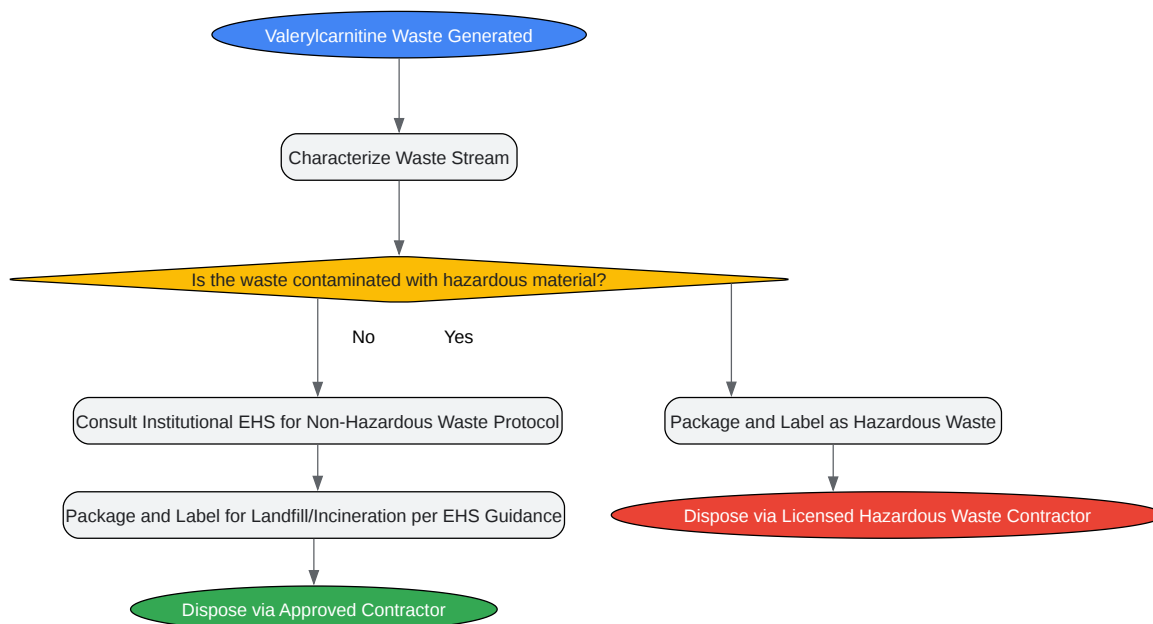 Valerylcarnitine Waste Generated
Characterize Waste Stream
Is the waste contaminated with hazardous material?
No
Yes
Consult Institutional EHS for Non-Hazardous Waste Protocol
Package and Label as Hazardous Waste
Package and Label for Landfill/Incineration per EHS Guidance
Dispose via Licensed Hazardous Waste Contractor
Dispose via Approved Contractor